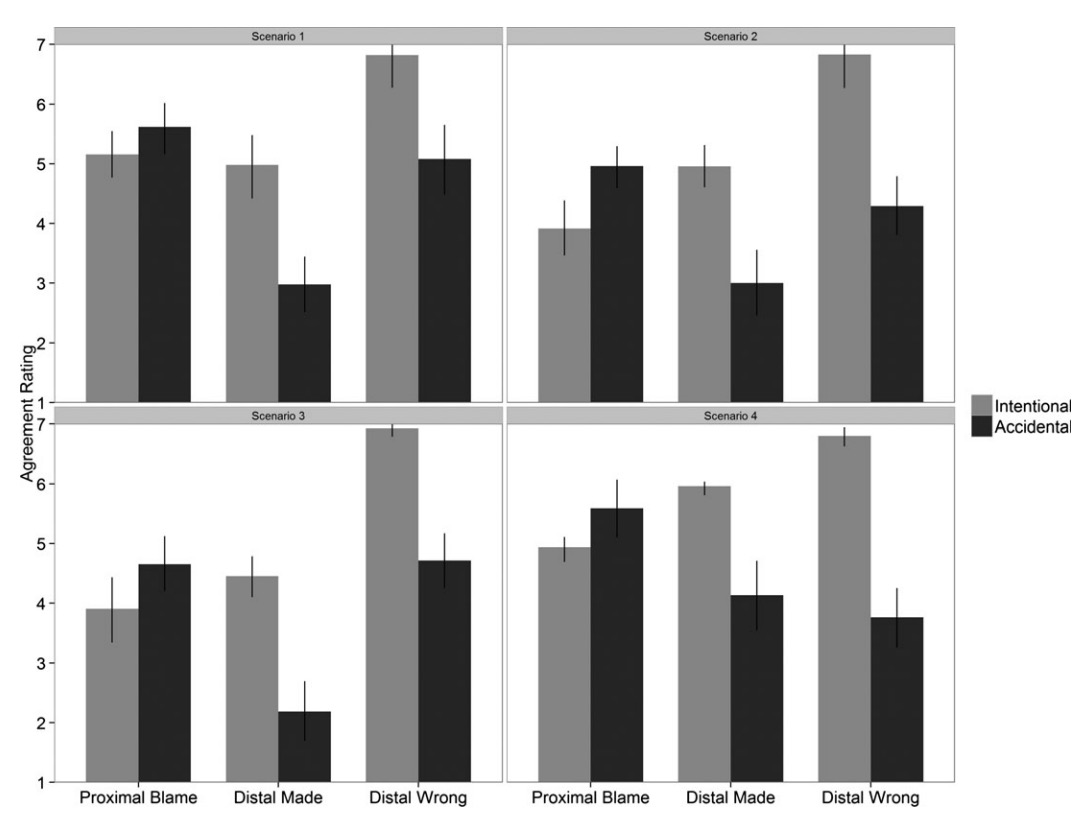 Scenario 1
Scenario 2
7
6
5
4
3
2
1
Scenario 3
Scenario 4
7
6
5
4
3
2
1
Agreement Rating
Intentional
Accidental
Proximal Blame
Distal Made
Distal Wrong
Proximal Blame
Distal Made
Distal Wrong